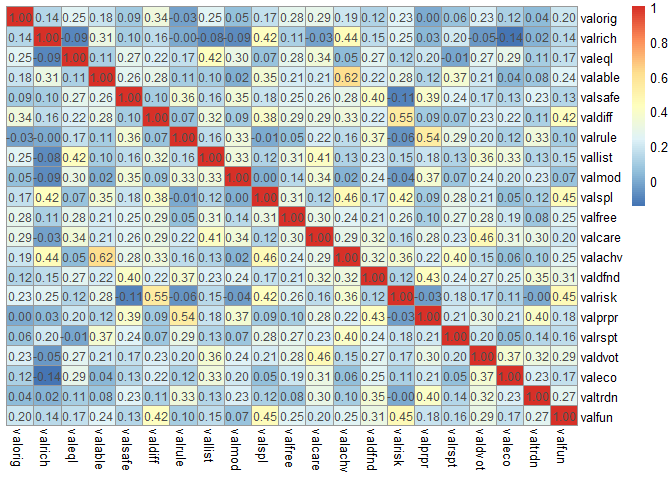 1.00 0.14 0.25 0.18 0.09 0.34 -0.03 0.25 0.05 0.17 0.28 0.29 0.19 0.12 0.23 0.00 0.06 0.23 0.12 0.04 0.20 valorig
0.14 1.00 -0.09 0.31 0.10 0.16 -0.00 -0.08 -0.09 0.42 0.11 -0.03 0.44 0.15 0.25 0.03 0.20 -0.05 -0.14 0.02 0.14 valrich
0.25 -0.09 1.00 0.11 0.27 0.22 0.17 0.42 0.30 0.07 0.28 0.34 0.05 0.27 0.12 0.20 -0.01 0.27 0.29 0.11 0.17 valeql
0.18 0.31 0.11 1.00 0.26 0.28 0.11 0.10 0.02 0.35 0.21 0.21 0.62 0.22 0.28 0.12 0.37 0.21 0.04 0.08 0.24 valable
0.09 0.10 0.27 0.26 1.00 0.10 0.36 0.16 0.35 0.18 0.25 0.26 0.28 0.40 -0.11 0.39 0.24 0.17 0.13 0.23 0.13 valsafe
0.34 0.16 0.22 0.28 0.10 1.00 0.07 0.32 0.09 0.38 0.29 0.29 0.33 0.22 0.55 0.09 0.07 0.23 0.22 0.11 0.42 valdiff
-0.03 -0.00 0.17 0.11 0.36 0.07 1.00 0.16 0.33 -0.01 0.05 0.22 0.16 0.37 -0.06 0.54 0.29 0.20 0.12 0.33 0.10 valrule
0.25 -0.08 0.42 0.10 0.16 0.32 0.16 1.00 0.33 0.12 0.31 0.41 0.13 0.23 0.15 0.18 0.13 0.36 0.33 0.13 0.15 vallist
0.05 -0.09 0.30 0.02 0.35 0.09 0.33 0.33 1.00 0.00 0.14 0.34 0.02 0.24 -0.04 0.37 0.07 0.24 0.20 0.23 0.07 valmod
0.17 0.42 0.07 0.35 0.18 0.38 -0.01 0.12 0.00 1.00 0.31 0.12 0.46 0.17 0.42 0.09 0.28 0.21 0.05 0.12 0.45 valspl
0.28 0.11 0.28 0.21 0.25 0.29 0.05 0.31 0.14 0.31 1.00 0.30 0.24 0.21 0.26 0.10 0.27 0.28 0.19 0.08 0.25 valfree
0.29 -0.03 0.34 0.21 0.26 0.29 0.22 0.41 0.34 0.12 0.30 1.00 0.29 0.32 0.16 0.28 0.23 0.46 0.31 0.30 0.20 valcare
0.19 0.44 0.05 0.62 0.28 0.33 0.16 0.13 0.02 0.46 0.24 0.29 1.00 0.32 0.36 0.22 0.40 0.15 0.06 0.10 0.25 valachv
0.12 0.15 0.27 0.22 0.40 0.22 0.37 0.23 0.24 0.17 0.21 0.32 0.32 1.00 0.12 0.43 0.24 0.27 0.25 0.35 0.31 valdfnd
0.23 0.25 0.12 0.28 -0.11 0.55 -0.06 0.15 -0.04 0.42 0.26 0.16 0.36 0.12 1.00 -0.03 0.18 0.17 0.11 -0.00 0.45 valrisk
0.00 0.03 0.20 0.12 0.39 0.09 0.54 0.18 0.37 0.09 0.10 0.28 0.22 0.43 -0.03 1.00 0.21 0.30 0.21 0.40 0.18 valprpr
0.06 0.20 -0.01 0.37 0.24 0.07 0.29 0.13 0.07 0.28 0.27 0.23 0.40 0.24 0.18 0.21 1.00 0.20 0.05 0.14 0.16 valrspt
0.23 -0.05 0.27 0.21 0.17 0.23 0.20 0.36 0.24 0.21 0.28 0.46 0.15 0.27 0.17 0.30 0.20 1.00 0.37 0.32 0.29 valdvot
0.12 -0.14 0.29 0.04 0.13 0.22 0.12 0.33 0.20 0.05 0.19 0.31 0.06 0.25 0.11 0.21 0.05 0.37 1.00 0.23 0.17 valeco
0.04 0.02 0.11 0.08 0.23 0.11 0.33 0.13 0.23 0.12 0.08 0.30 0.10 0.35 -0.00 0.40 0.14 0.32 0.23 1.00 0.27 valtrdn
0.20 0.14 0.17 0.24 0.13 0.42 0.10 0.15 0.07 0.45 0.25 0.20 0.25 0.31 0.45 0.18 0.16 0.29 0.17 0.27 1.00 valfun
valorig valrich valeql valable valsafe valdiff valrule vallist valmod valspl valfree valcare valachv valdfnd valrisk valprpr valrspt valdvot valeco valtrdn valfun
1
0.8
0.6
0.4
0.2
0